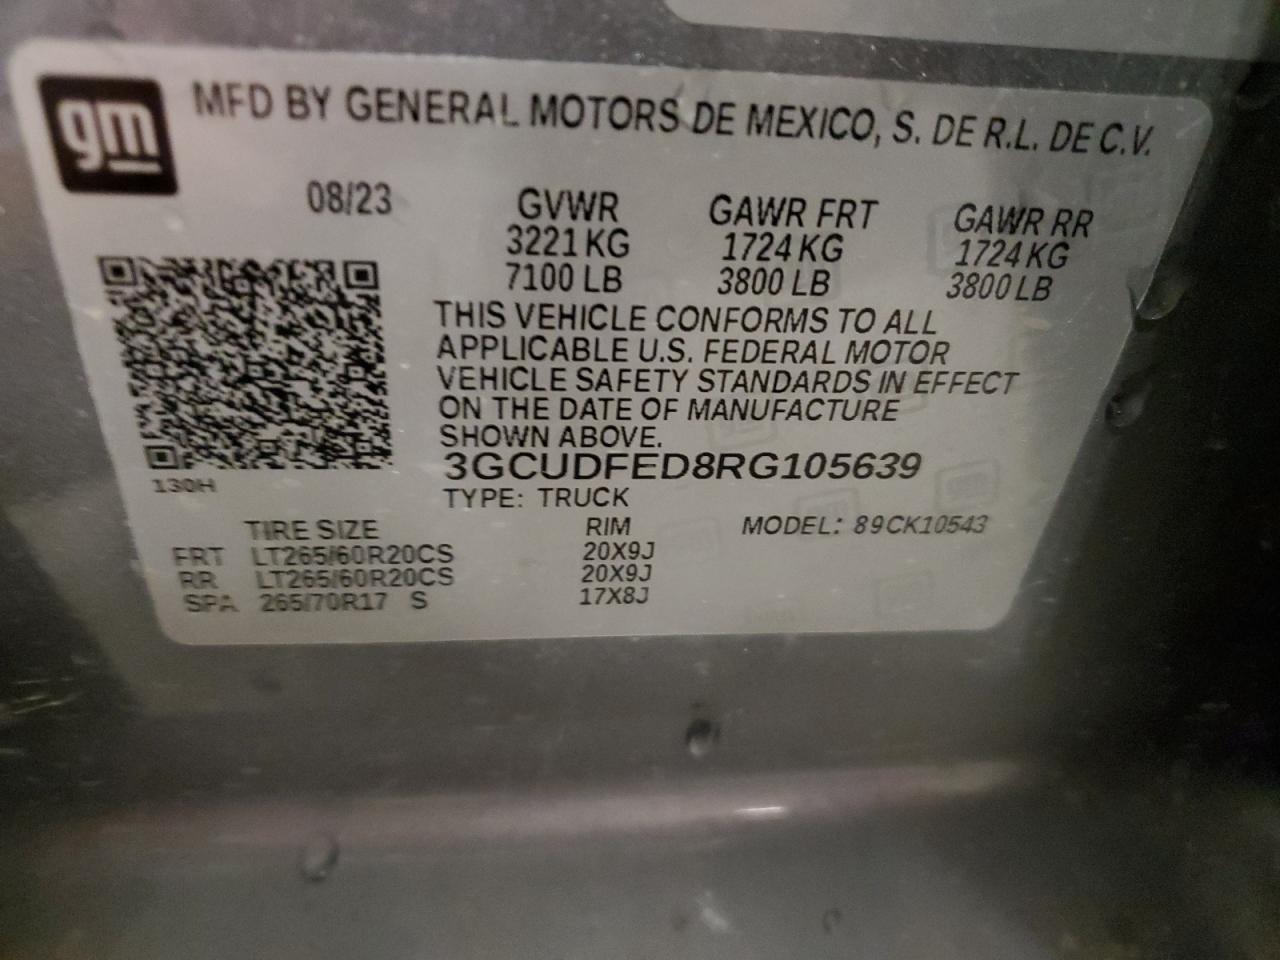 gm
MFD BY GENERAL MOTORS DE MEXICO, S. DE R.L. DE C.V.
08/23 GVWR GAWR FRT GAWR RR
3221 KG 1724 KG 1724 KG
7100 LB 3800 LB 3800 LB
THIS VEHICLE CONFORMS TO ALL
APPLICABLE U.S. FEDERAL MOTOR
VEHICLE SAFETY STANDARDS IN EFFECT
ON THE DATE OF MANUFACTURE
SHOWN ABOVE.
3GCUDFED8RG105639
130H
TYPE: TRUCK
TIRE SIZE RIM MODEL: 89CK10543
FRT LT265/60R20CS 20X9J
RR LT265/60R20CS 20X9J
SPA 265/70R17 S 17X8J